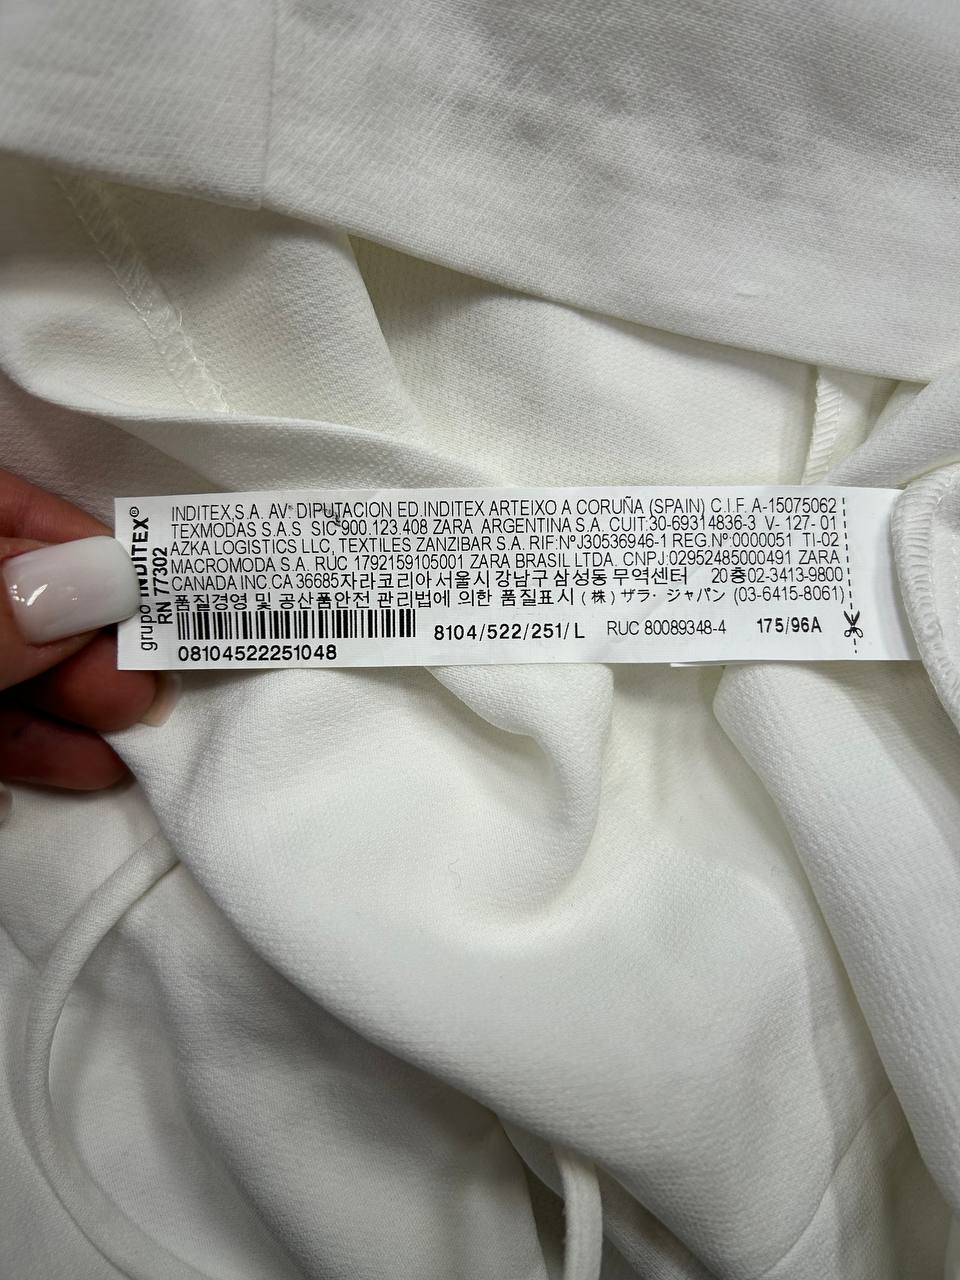 grupo INDITEX®
RN 77302
INDITEX,S.A. AV. DIPUTACION ED.INDITEX ARTEIXO A CORUÑA (SPAIN) C.I.F. A-15075062
TEXMODAS S.A.S SIC 900.123 408 ZARA ARGENTINA S.A. CUIT:30-69314836-3 V- 127- 01
AZKA LOGISTICS LLC, TEXTILES ZANZIBAR S.A. RIF:NºJ30536946-1 REG.Nº:0000051 TI-02
MACROMODA S.A. RUC 1792159105001 ZARA BRASIL LTDA. CNPJ:02952485000491 ZARA
CANADA INC.CA 36685자라코리아 서울시 강남구 삼성동 무역센터 20층02-3413-9800
품질경영 및 공산품안전 관리법에 의한 품질표시 (株) ザラ・ジャパン (03-6415-8061)
8104/522/251/ L RUC 80089348-4 175/96A
08104522251048